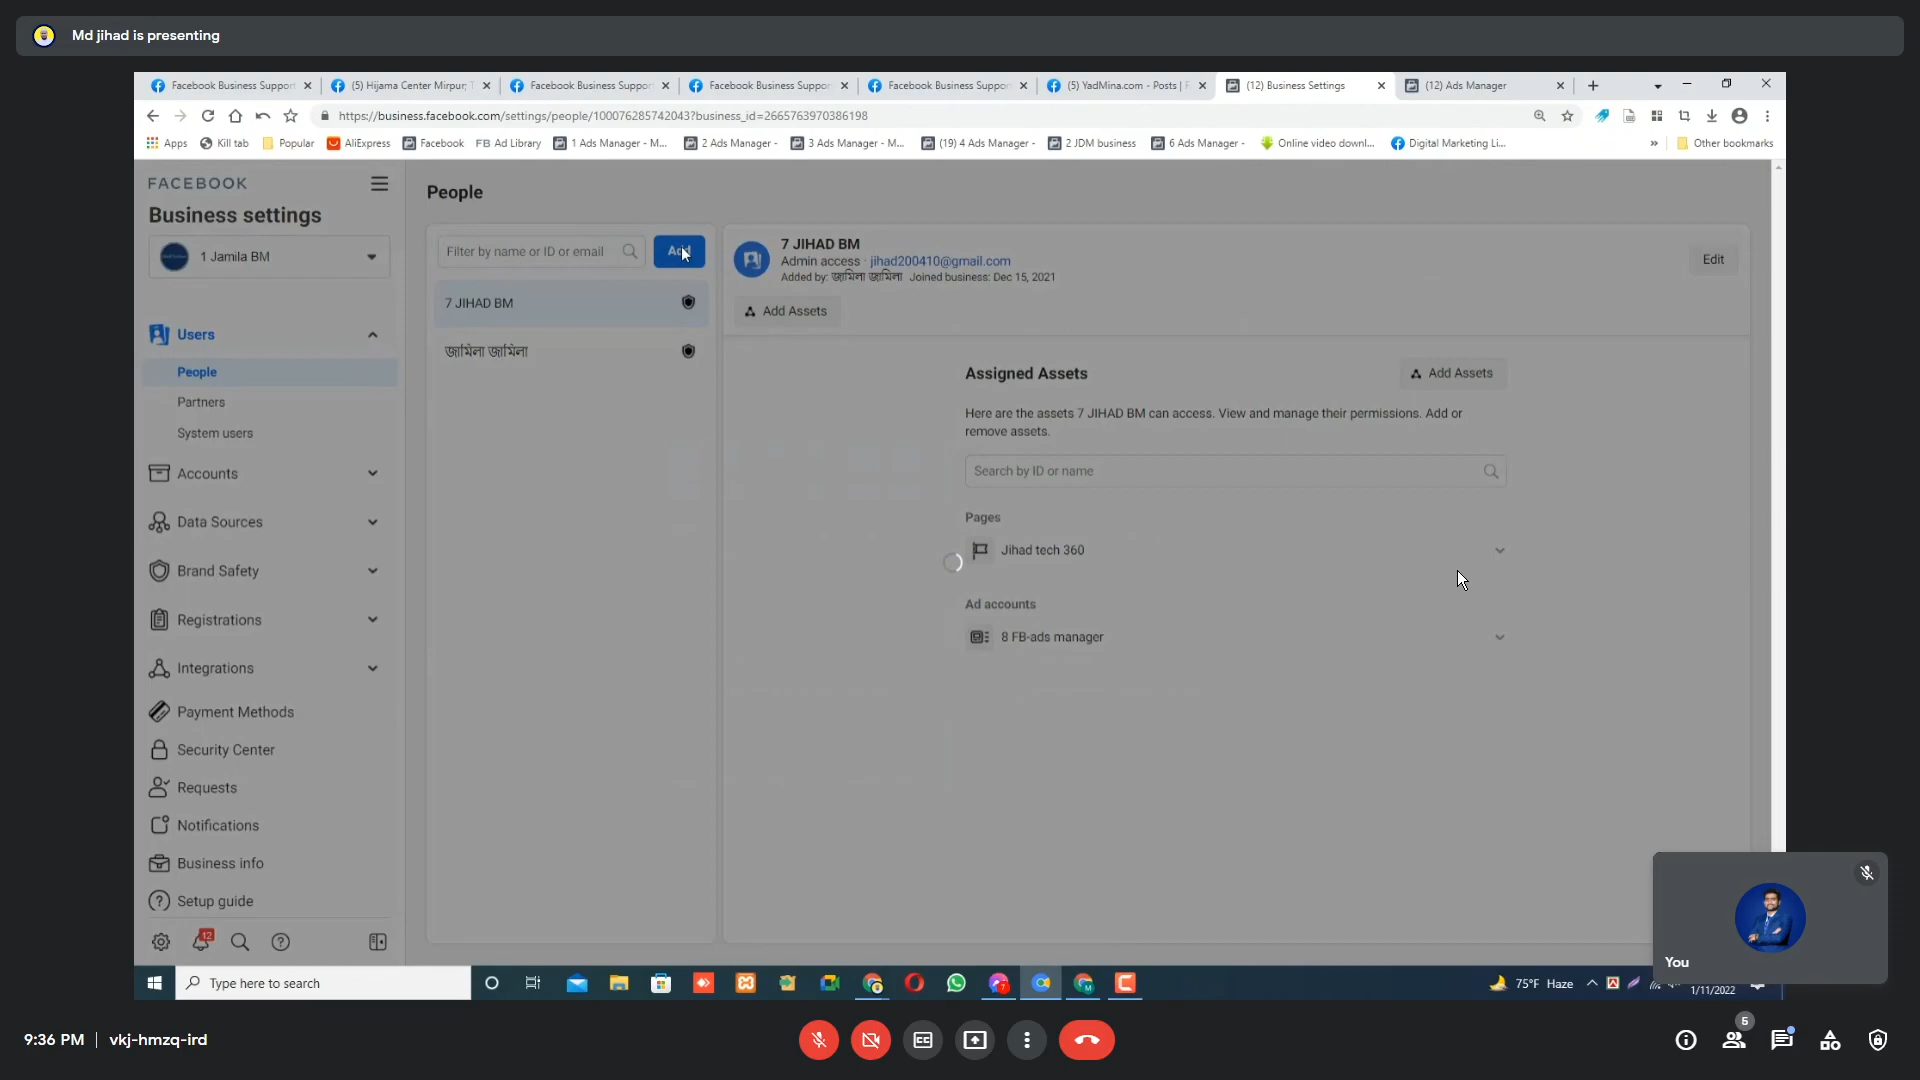 Md jihad is presenting
Facebook Business Support
(5) Hijama Center Mirpur,
Facebook Business Support
Facebook Business Support
Facebook Business Support
(5) YadMina.com - Posts |
(12) Business Settings
(12) Ads Manager
https://business.facebook.com/settings/people/100076285742043?business_id=2665763970386198
Apps
Kill tab
Popular
AliExpress
Facebook
FB Ad Library
1 Ads Manager - M...
2 Ads Manager -
3 Ads Manager - M...
(19) 4 Ads Manager -
2 JDM business
6 Ads Manager -
Online video downl...
Digital Marketing Li...
»
Other bookmarks
FACEBOOK
Business settings
1 Jamila BM
Users
People
Partners
System users
Accounts
Data Sources
Brand Safety
Registrations
Integrations
Payment Methods
Security Center
Requests
Notifications
Business info
Setup guide
12
People
Filter by name or ID or email
Add
7 JIHAD BM
জামিলা জামিলা
7 JIHAD BM
Admin access · jihad200410@gmail.com
Added by: জামিলা জামিলা Joined business: Dec 15, 2021
Edit
Add Assets
Assigned Assets
Add Assets
Here are the assets 7 JIHAD BM can access. View and manage their permissions. Add or
remove assets.
Search by ID or name
Pages
Jihad tech 360
Ad accounts
8 FB-ads manager
You
Type here to search
75°F Haze
1/11/2022
9:36 PM | vkj-hmzq-ird
5